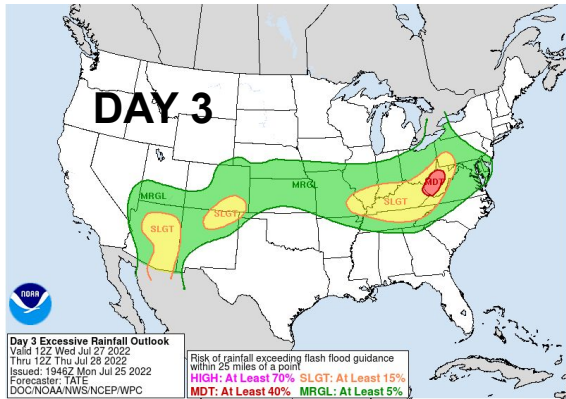 DAY 3
MRGL
MRGL
MDT
SLGT
SLGT
SLGT
NOAA
Day 3 Excessive Rainfall Outlook
Valid 12Z Wed Jul 27 2022
Thru 12Z Thu Jul 28 2022
Issued: 1946Z Mon Jul 25 2022
Forecaster: TATE
DOC/NOAA/NWS/NCEP/WPC
Risk of rainfall exceeding flash flood guidance
within 25 miles of a point
HIGH: At Least 70% SLGT: At Least 15%
MDT: At Least 40% MRGL: At Least 5%